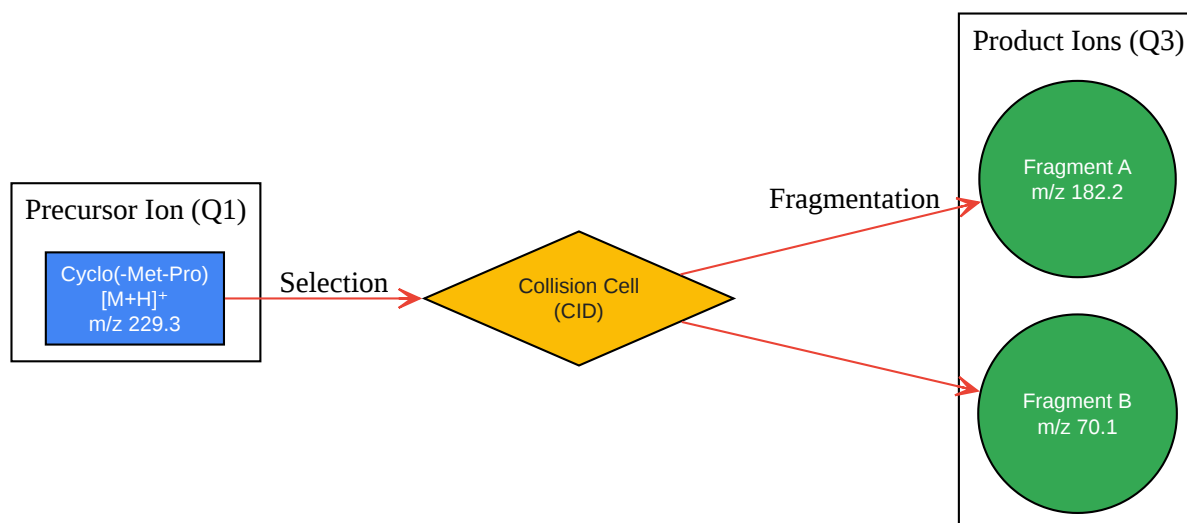 Precursor Ion (Q1)
Cyclo(-Met-Pro)
[M+H]⁺
m/z 229.3
Selection
Collision Cell
(CID)
Fragmentation
Product Ions (Q3)
Fragment A
m/z 182.2
Fragment B
m/z 70.1